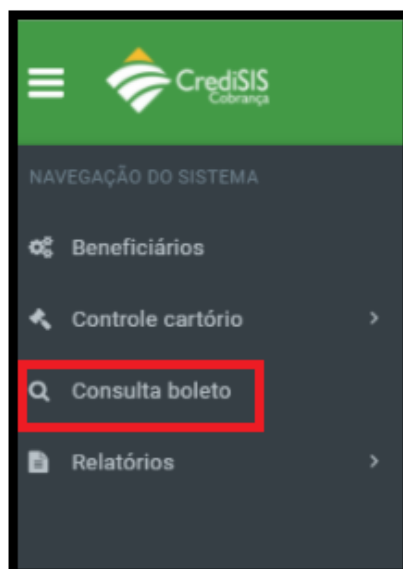 CrediSIS
Cobrança
NAVEGAÇÃO DO SISTEMA
Beneficiários
Controle cartório
Consulta boleto
Relatórios